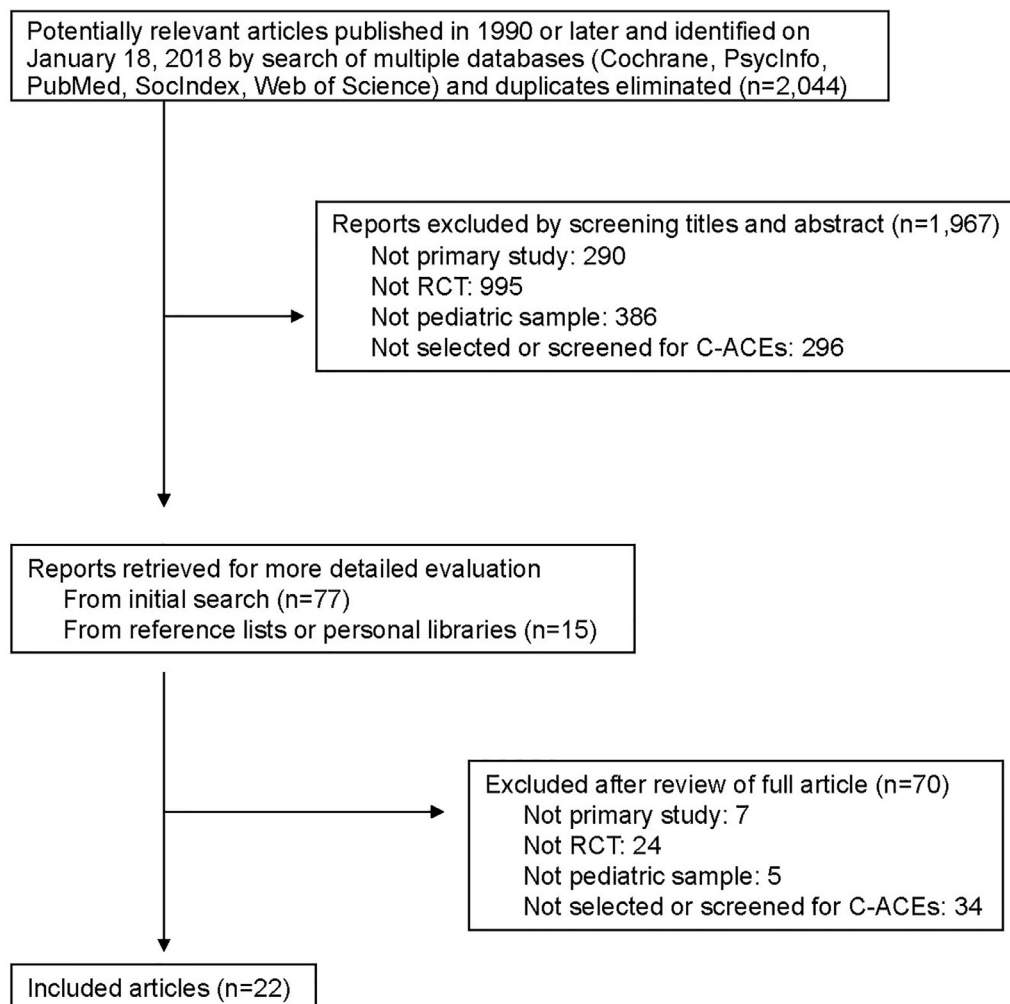 Potentially relevant articles published in 1990 or later and identified on
January 18, 2018 by search of multiple databases (Cochrane, PsycInfo,
PubMed, SocIndex, Web of Science) and duplicates eliminated (n=2,044)
Reports excluded by screening titles and abstract (n=1,967)
Not primary study: 290
Not RCT: 995
Not pediatric sample: 386
Not selected or screened for C-ACEs: 296
Reports retrieved for more detailed evaluation
From initial search (n=77)
From reference lists or personal libraries (n=15)
Excluded after review of full article (n=70)
Not primary study: 7
Not RCT: 24
Not pediatric sample: 5
Not selected or screened for C-ACEs: 34
Included articles (n=22)